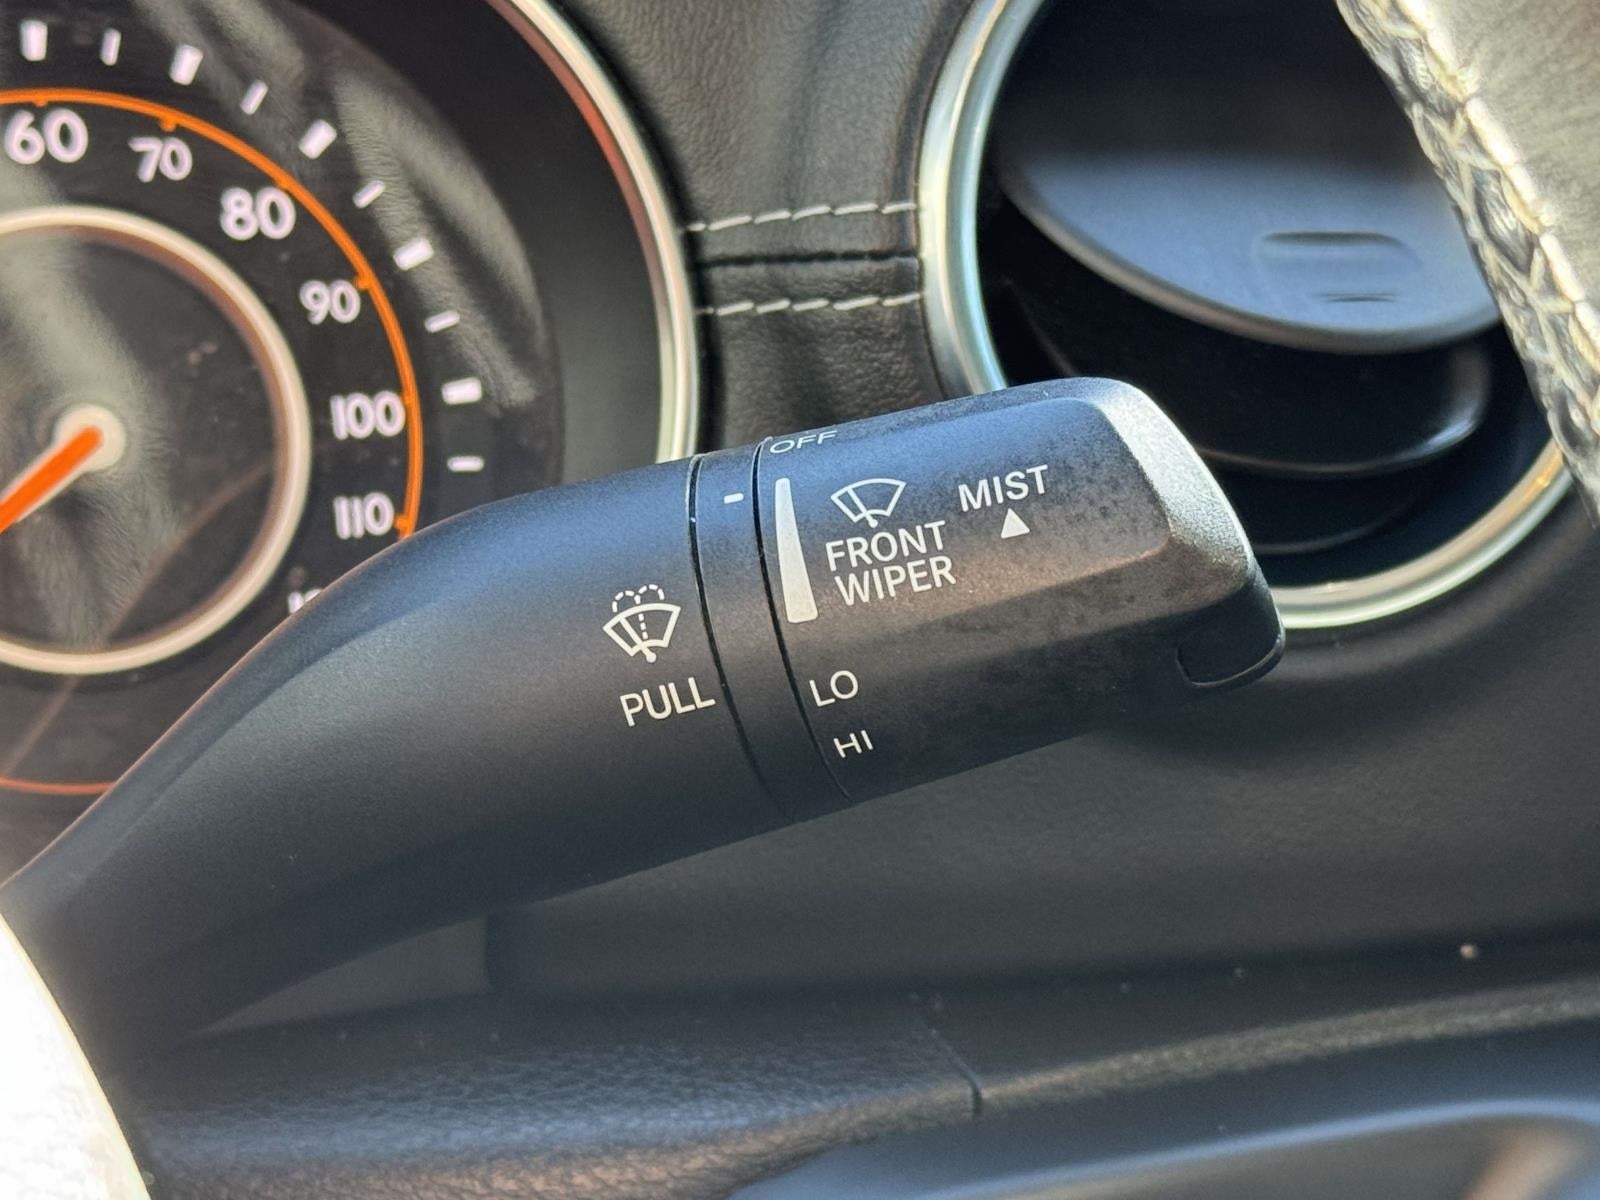 60
70
80
90
100
110
OFF
MIST
FRONT
WIPER
PULL
LO
HI